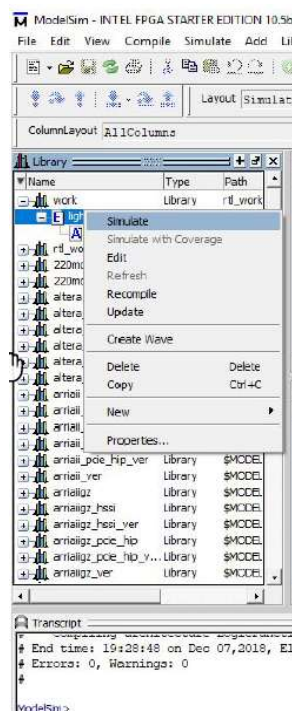 ModelSim - INTEL FPGA STARTER EDITION 10.5b
File Edit View Compile Simulate Add
Layout Simulat
ColumnLayout AllColumns
Library
Name Type Path
work Library rtl_work
E
A
Simulate
Simulate with Coverage
Edit
Refresh
Recompile
Update
Create Wave
Delete Delete
Copy Ctrl+C
New
Properties...
arriaii_pcie_hip_ver Library $MODEL
arriaii_ver Library $MODEL
arriaiigz Library $MODEL
arriaiigz_hssi Library $MODEL
arriaiigz_hssi_ver Library $MODEL
arriaiigz_pcie_hip Library $MODEL
arriaiigz_pcie_hip_v... Library $MODEL
arriaiigz_ver Library $MODEL
Transcript
# End time: 19:28:48 on Dec 07,2018, El
# Errors: 0, Warnings: 0
#
ModelSim>